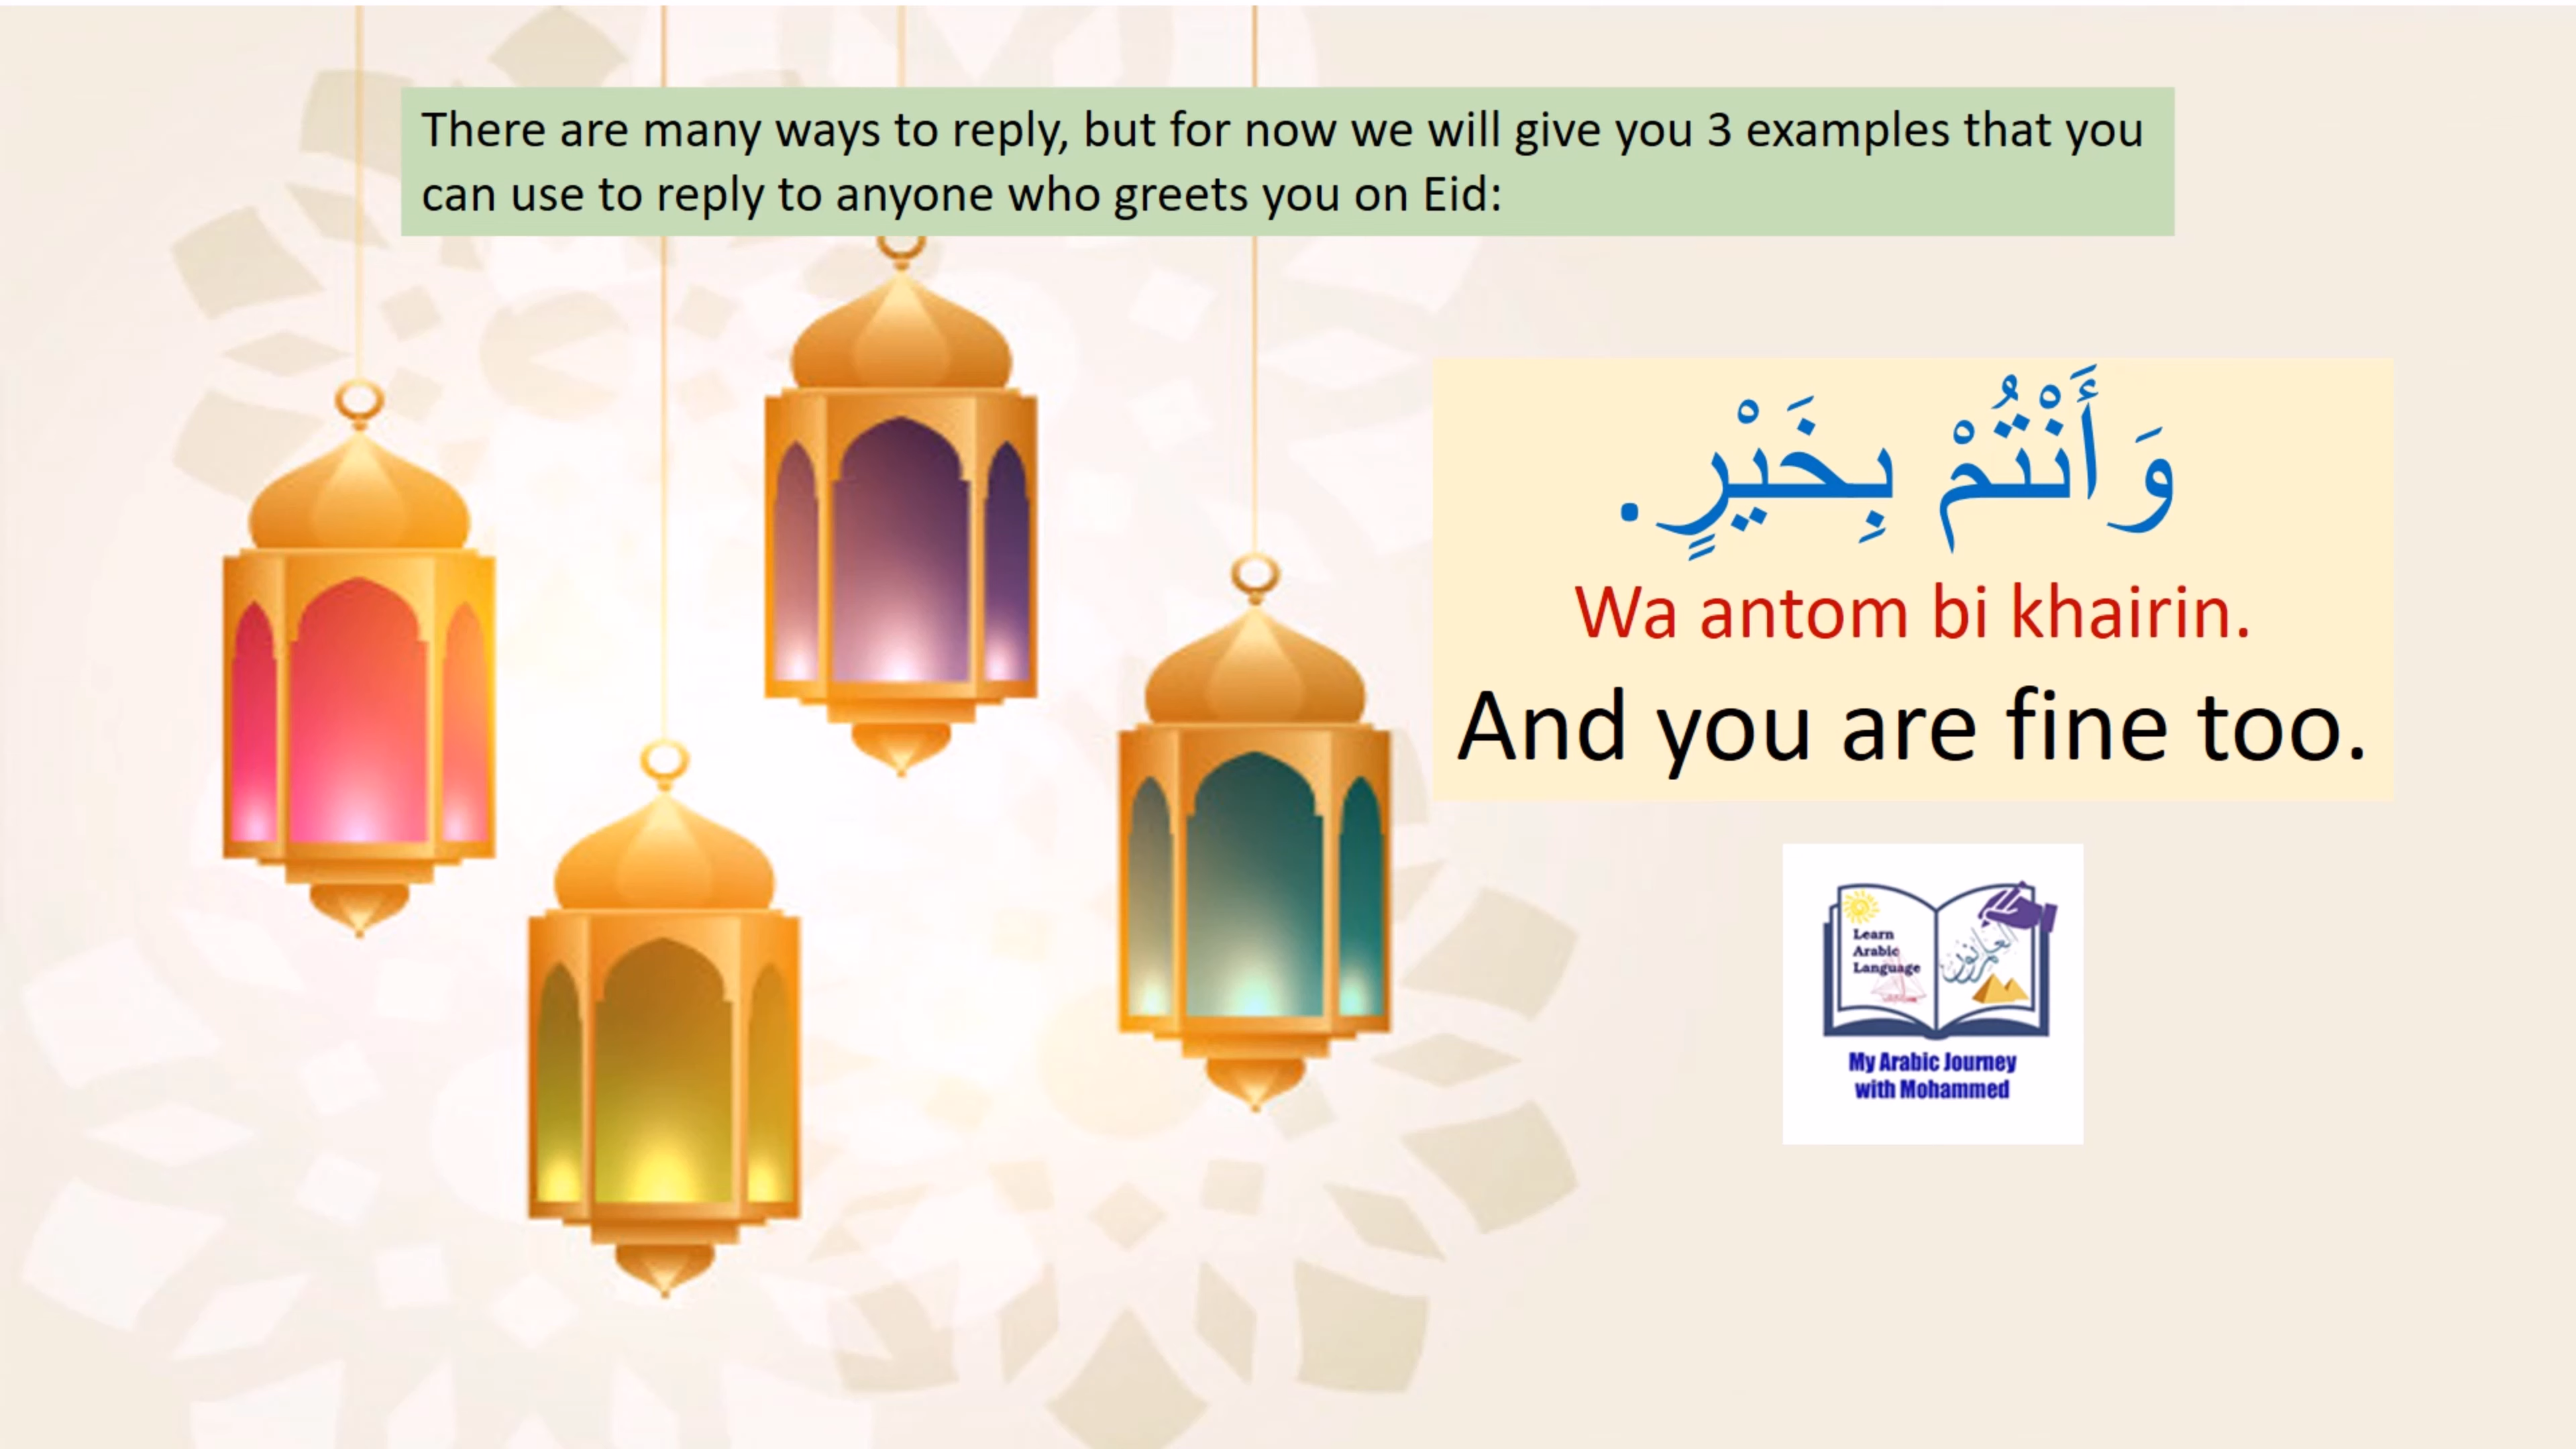 There are many ways to reply, but for now we will give you 3 examples that you
can use to reply to anyone who greets you on Eid:
وَأَنْتُمْ بِخَيْرٍ.
Wa antom bi khairin.
And you are fine too.
Learn
Arabic
Language
My Arabic Journey
with Mohammed